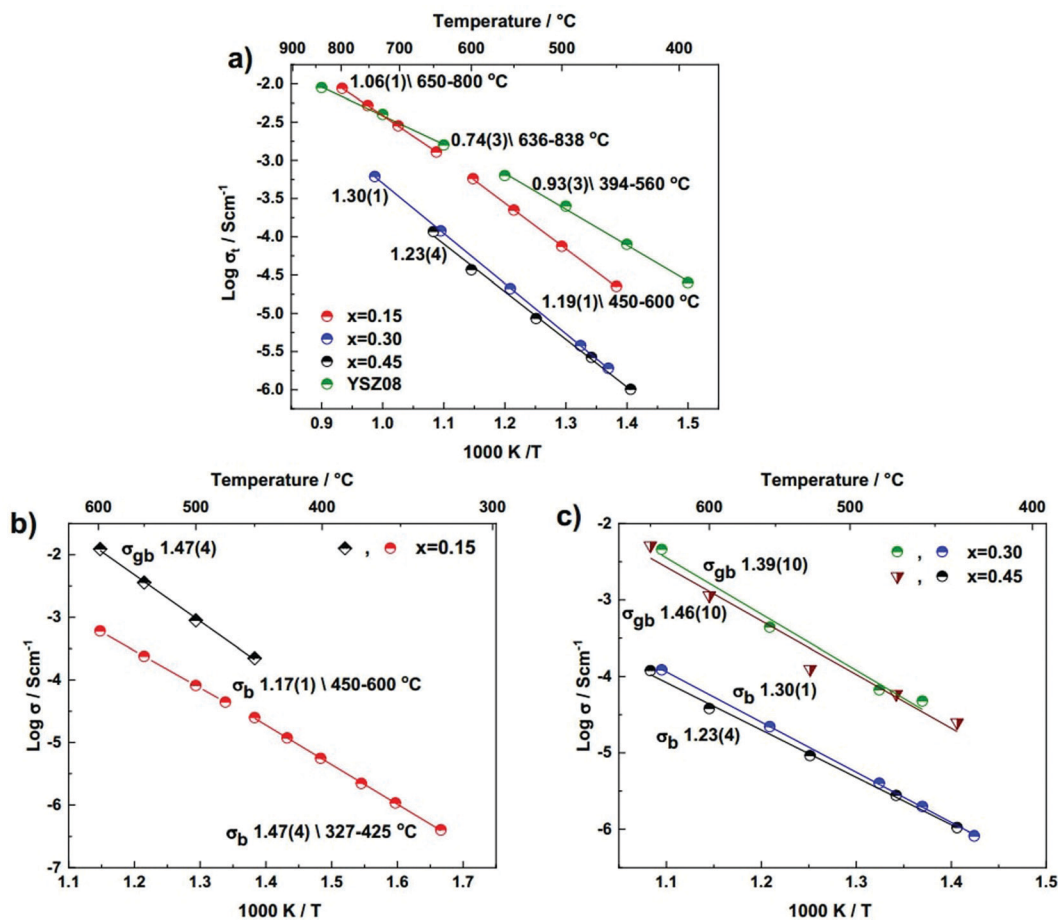 Temperature / °C
850 800 700 600 500 400
a)
1.06(1)\ 650-800 °C
0.74(3)\ 636-838 °C
0.93(3)\ 394-560 °C
1.30(1)
1.23(4)
1.19(1)\ 450-600 °C
x=0.15
x=0.30
x=0.45
YSZ08
Log σt / Scm-1
-2.0
-2.5
-3.0
-3.5
-4.0
-4.5
-5.0
-5.5
-6.0
0.9 1.0 1.1 1.2 1.3 1.4 1.5
1000 K /T
Temperature / °C
600 500 400 300
b)
σgb 1.47(4)
, x=0.15
σb 1.17(1) \ 450-600 °C
σb 1.47(4) \ 327-425 °C
Log σ / Scm-1
-2
-3
-4
-5
-6
-7
1.1 1.2 1.3 1.4 1.5 1.6 1.7
1000 K / T
Temperature / °C
600 500 400
c)
σgb 1.39(10)
, x=0.30
, x=0.45
σgb 1.46(10)
σb 1.30(1)
σb 1.23(4)
Log σ / Scm-1
-2
-3
-4
-5
-6
1.1 1.2 1.3 1.4 1.5
1000 K / T